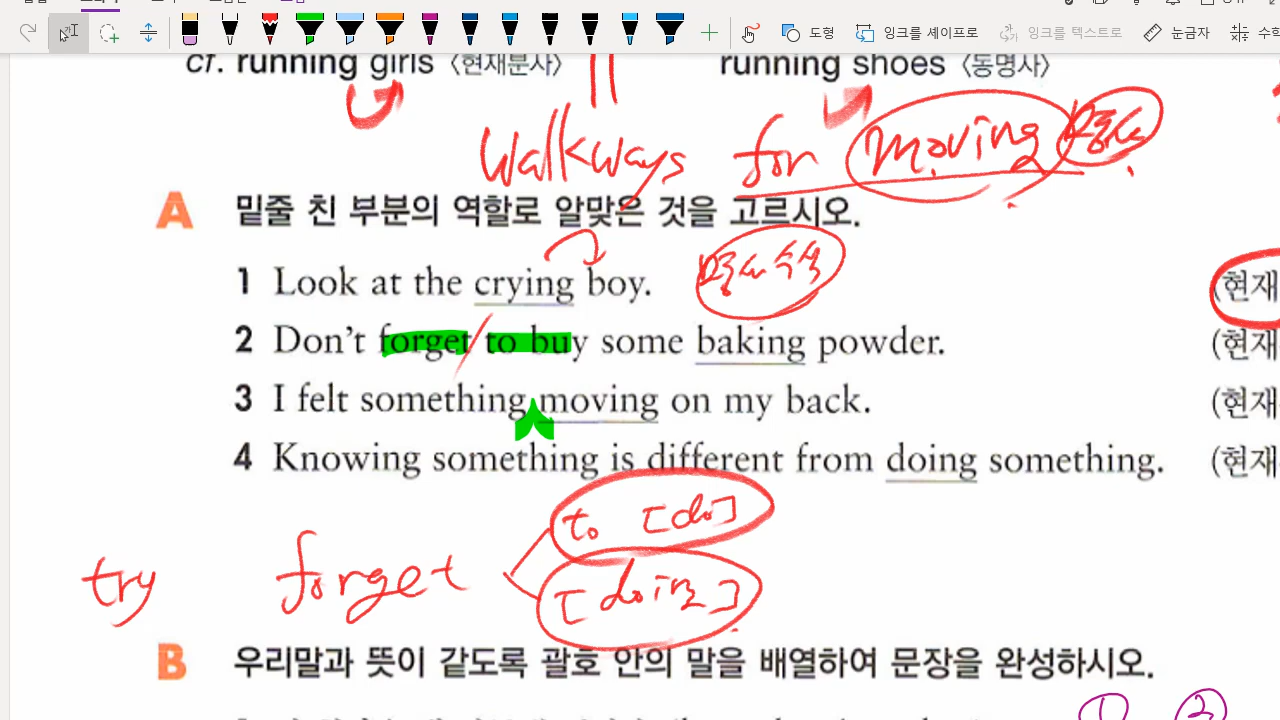 도형 잉크를 셰이프로 잉크를 텍스트로 눈금자
cf. running girls 〈현재분사〉 running shoes 〈동명사〉
walkways for moving
A 밑줄 친 부분의 역할로 알맞은 것을 고르시오.
1 Look at the crying boy. (현재
2 Don't forget to buy some baking powder. (현재
3 I felt something moving on my back. (현재
4 Knowing something is different from doing something. (현재
to [do]
try forget
[doing]
B 우리말과 뜻이 같도록 괄호 안의 말을 배열하여 문장을 완성하시오.